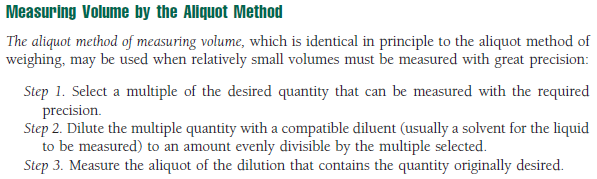 Measuring Volume by the Aliquot Method
The aliquot method of measuring volume, which is identical in principle to the aliquot method of
weighing, may be used when relatively small volumes must be measured with great precision:
Step 1. Select a multiple of the desired quantity that can be measured with the required
precision.
Step 2. Dilute the multiple quantity with a compatible diluent (usually a solvent for the liquid
to be measured) to an amount evenly divisible by the multiple selected.
Step 3. Measure the aliquot of the dilution that contains the quantity originally desired.